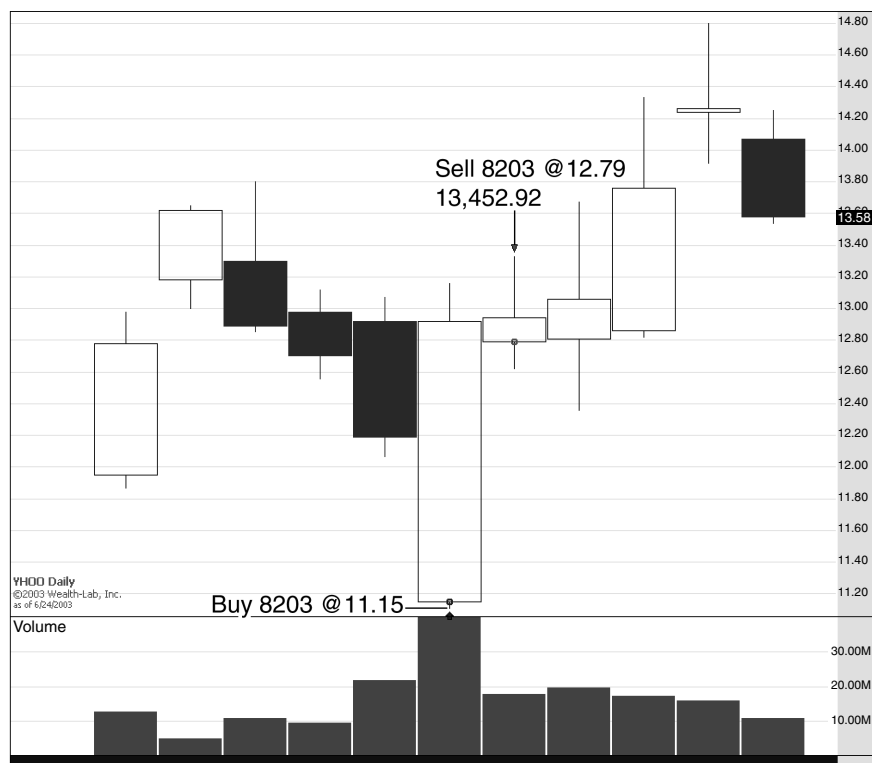 14.80
14.60
14.40
14.20
14.00
13.80
13.60
13.58
13.40
13.20
13.00
12.80
12.60
12.40
12.20
12.00
11.80
11.60
11.40
11.20
Sell 8203 @12.79
13,452.92
YHOO Daily
©2003 Wealth-Lab, Inc.
as of 6/24/2003
Buy 8203 @11.15
Volume
30.00M
20.00M
10.00M